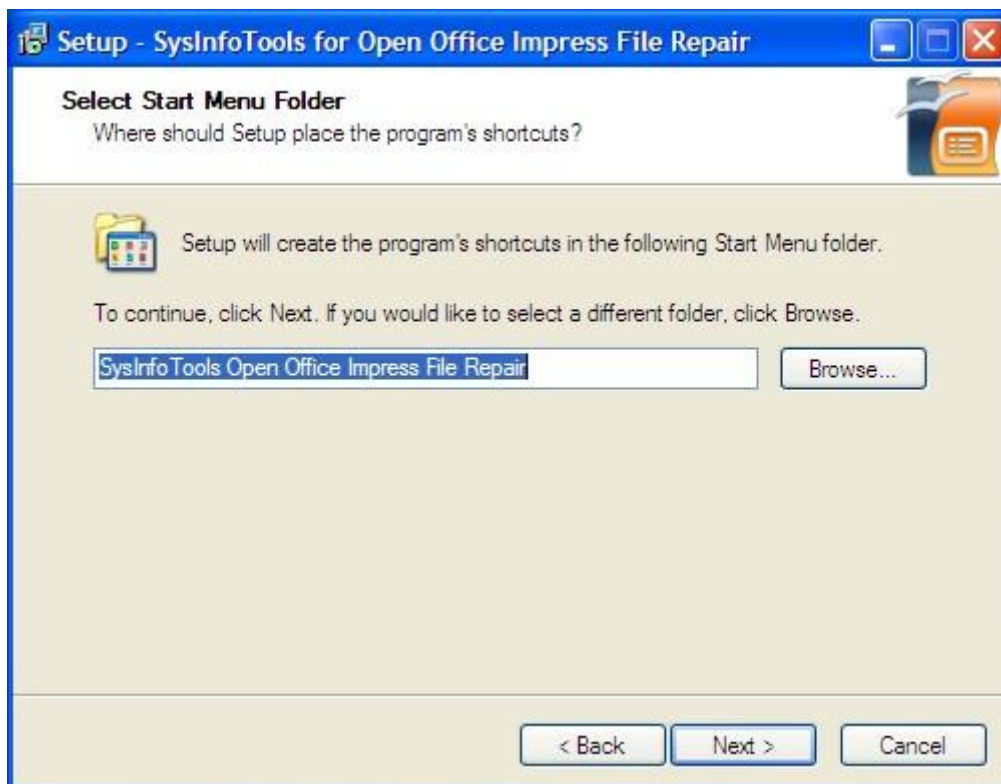 Setup - SysInfoTools for Open Office Impress File Repair
Select Start Menu Folder
Where should Setup place the program's shortcuts?
Setup will create the program's shortcuts in the following Start Menu folder.
To continue, click Next. If you would like to select a different folder, click Browse.
SysInfoTools Open Office Impress File Repair
Browse...
< Back
Next >
Cancel